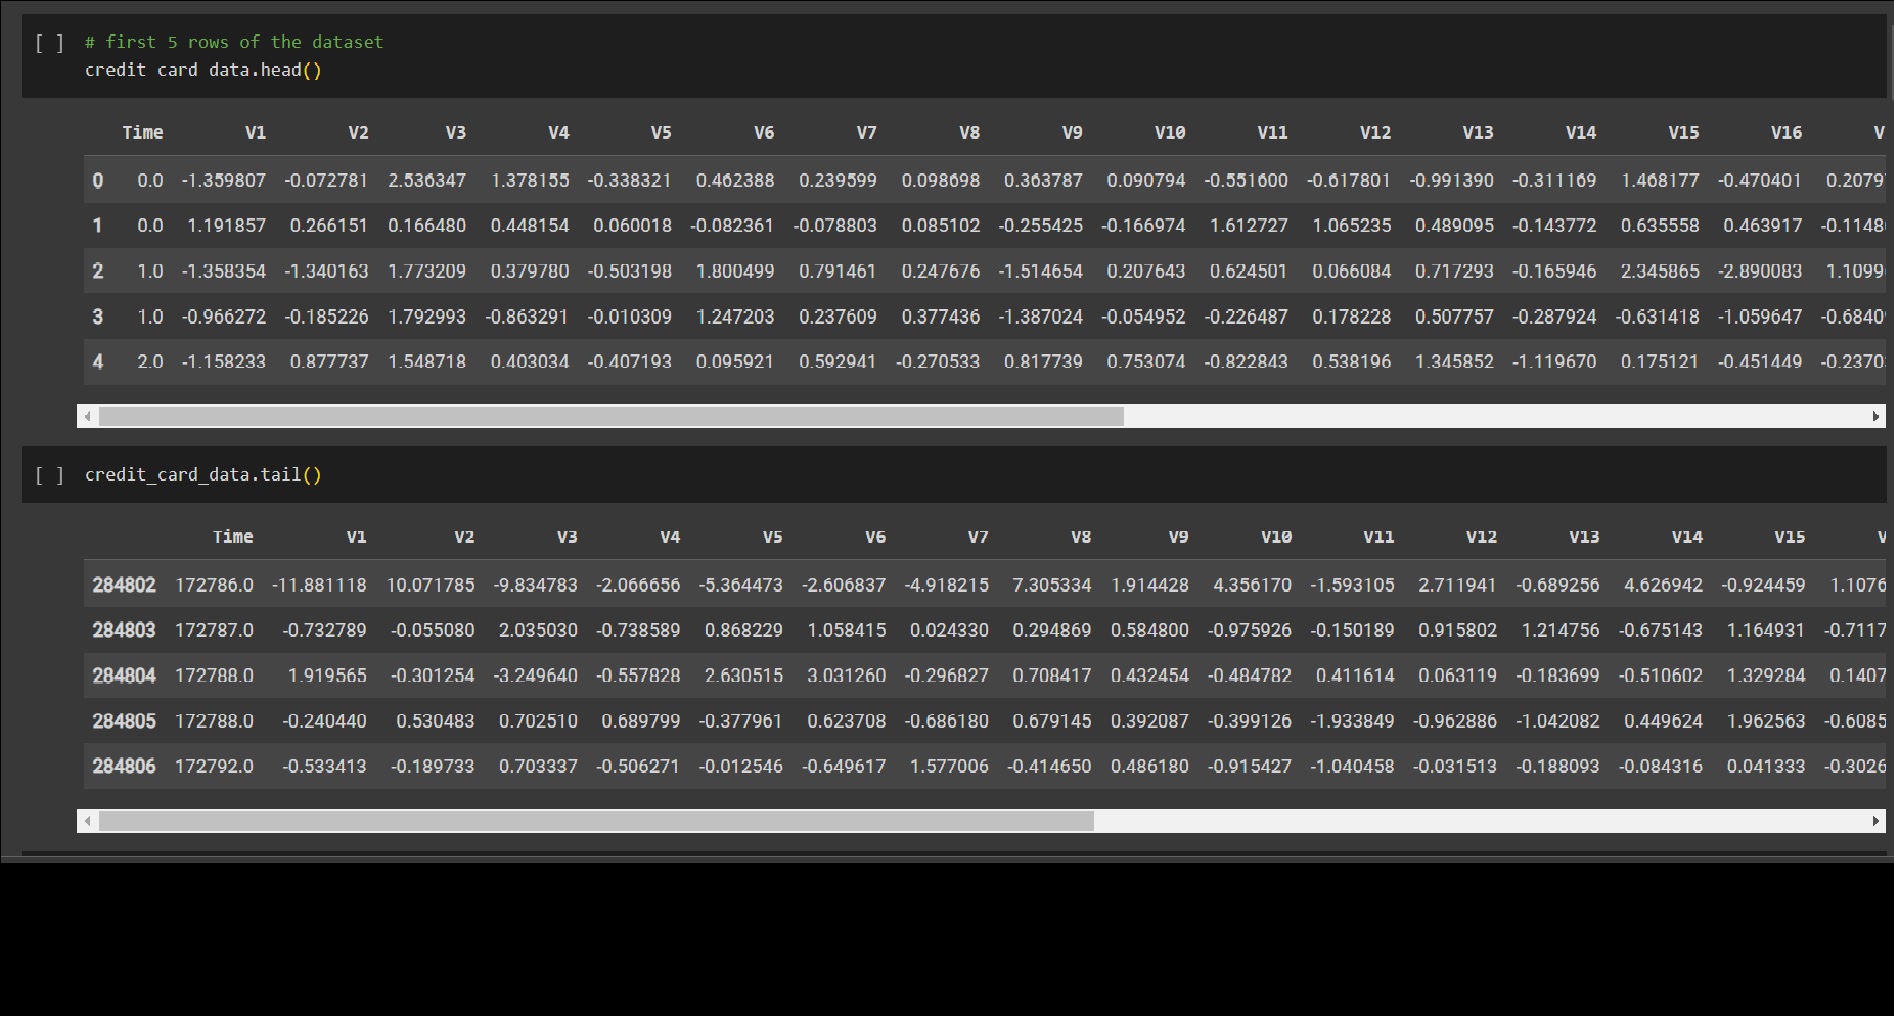 [ ] # first 5 rows of the dataset
credit card data.head()
Time V1 V2 V3 V4 V5 V6 V7 V8 V9 V10 V11 V12 V13 V14 V15 V16 V
0 0.0 -1.359807 -0.072781 2.536347 1.378155 -0.338321 0.462388 0.239599 0.098698 0.363787 0.090794 -0.551600 -0.617801 -0.991390 -0.311169 1.468177 -0.470401 0.2079
1 0.0 1.191857 0.266151 0.166480 0.448154 0.060018 -0.082361 -0.078803 0.085102 -0.255425 -0.166974 1.612727 1.065235 0.489095 -0.143772 0.635558 0.463917 -0.1148
2 1.0 -1.358354 -1.340163 1.773209 0.379780 -0.503198 1.800499 0.791461 0.247676 -1.514654 0.207643 0.624501 0.066084 0.717293 -0.165946 2.345865 -2.890083 1.1099
3 1.0 -0.966272 -0.185226 1.792993 -0.863291 -0.010309 1.247203 0.237609 0.377436 -1.387024 -0.054952 -0.226487 0.178228 0.507757 -0.287924 -0.631418 -1.059647 -0.6840
4 2.0 -1.158233 0.877737 1.548718 0.403034 -0.407193 0.095921 0.592941 -0.270533 0.817739 0.753074 -0.822843 0.538196 1.345852 -1.119670 0.175121 -0.451449 -0.2370
[ ] credit_card_data.tail()
Time V1 V2 V3 V4 V5 V6 V7 V8 V9 V10 V11 V12 V13 V14 V15 V
284802 172786.0 -11.881118 10.071785 -9.834783 -2.066656 -5.364473 -2.606837 -4.918215 7.305334 1.914428 4.356170 -1.593105 2.711941 -0.689256 4.626942 -0.924459 1.1076
284803 172787.0 -0.732789 -0.055080 2.035030 -0.738589 0.868229 1.058415 0.024330 0.294869 0.584800 -0.975926 -0.150189 0.915802 1.214756 -0.675143 1.164931 -0.7117
284804 172788.0 1.919565 -0.301254 -3.249640 -0.557828 2.630515 3.031260 -0.296827 0.708417 0.432454 -0.484782 0.411614 0.063119 -0.183699 -0.510602 1.329284 0.1407
284805 172788.0 -0.240440 0.530483 0.702510 0.689799 -0.377961 0.623708 -0.686180 0.679145 0.392087 -0.399126 -1.933849 -0.962886 -1.042082 0.449624 1.962563 -0.6085
284806 172792.0 -0.533413 -0.189733 0.703337 -0.506271 -0.012546 -0.649617 1.577006 -0.414650 0.486180 -0.915427 -1.040458 -0.031513 -0.188093 -0.084316 0.041333 -0.3026